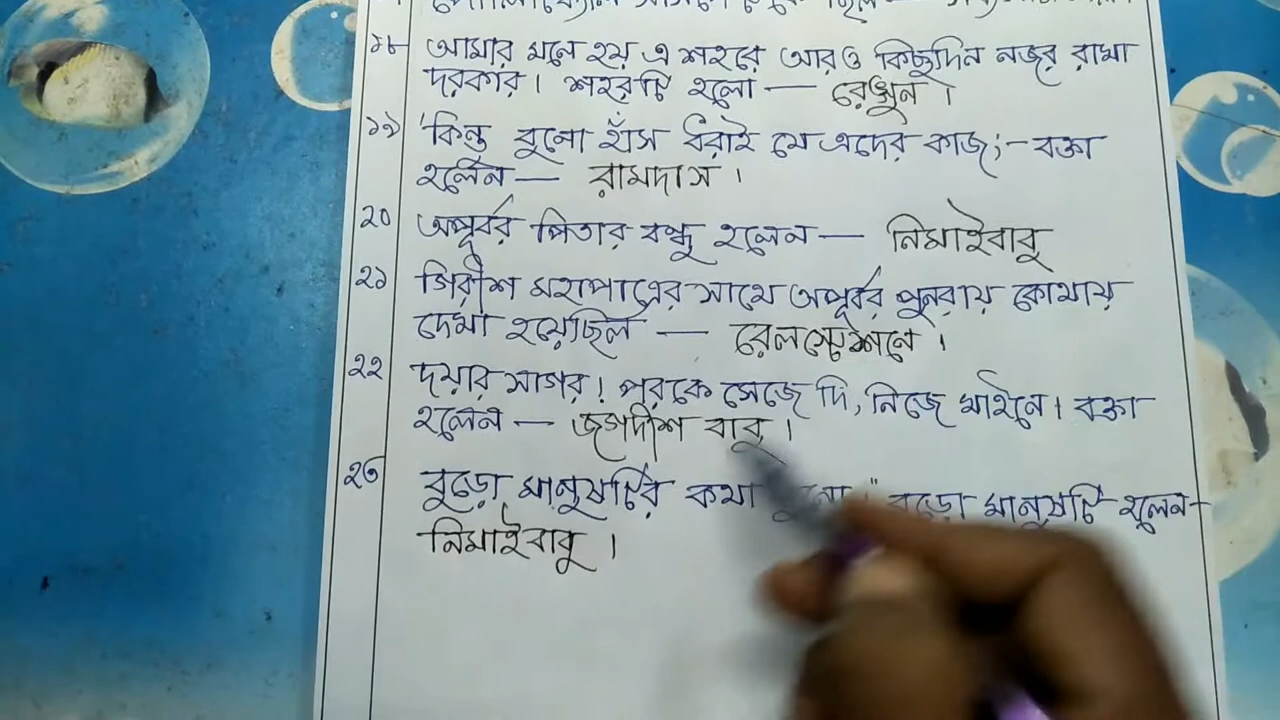 ১৮ আমার মনে হয় এ শহরে আরও কিছুদিন নজর রাখা
দরকার। শহরটি হলো — রেঙ্গুন।
১৯ 'কিন্তু বুনো হাঁস ধরাই যে এদের কাজ;- বক্তা
হলেন — রামদাস।
২০ অপূর্বর পিতার বন্ধু হলেন — নিমাইবাবু
২১ গিরীশ মহাপাত্রের সাথে অপূর্বর পুনরায় কোথায়
দেখা হয়েছিল — রেলস্টেশনে।
২২ দয়ার সাগর! পরকে সেজে দি, নিজে খাইনে। বক্তা
হলেন — জগদীশ বাবু।
২৩ বুড়ো মানুষটির কথা " বুড়ো মানুষটি হলেন-
নিমাইবাবু।